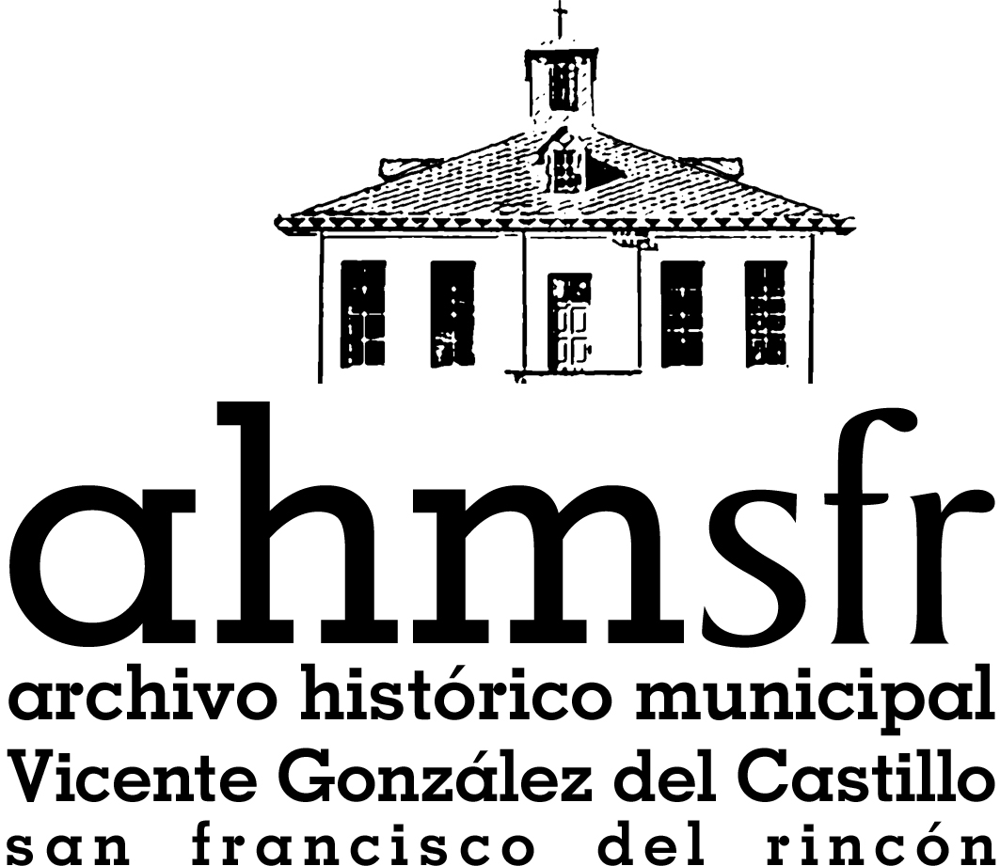 ahmsfr
archivo histórico municipal
Vicente González del Castillo
san francisco del rincón